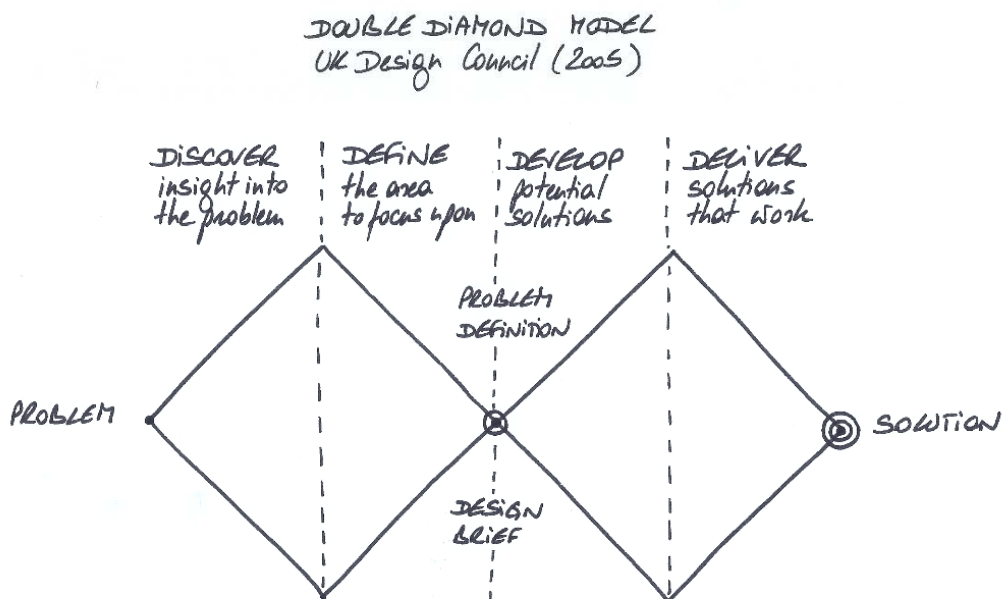 DOUBLE DIAMOND MODEL
UK Design Council (2005)
DISCOVER
insight into
the problem
DEFINE
the area
to focus upon
DEVELOP
potential
solutions
DELIVER
solutions
that work
PROBLEM
DEFINITION
PROBLEM
SOLUTION
DESIGN
BRIEF